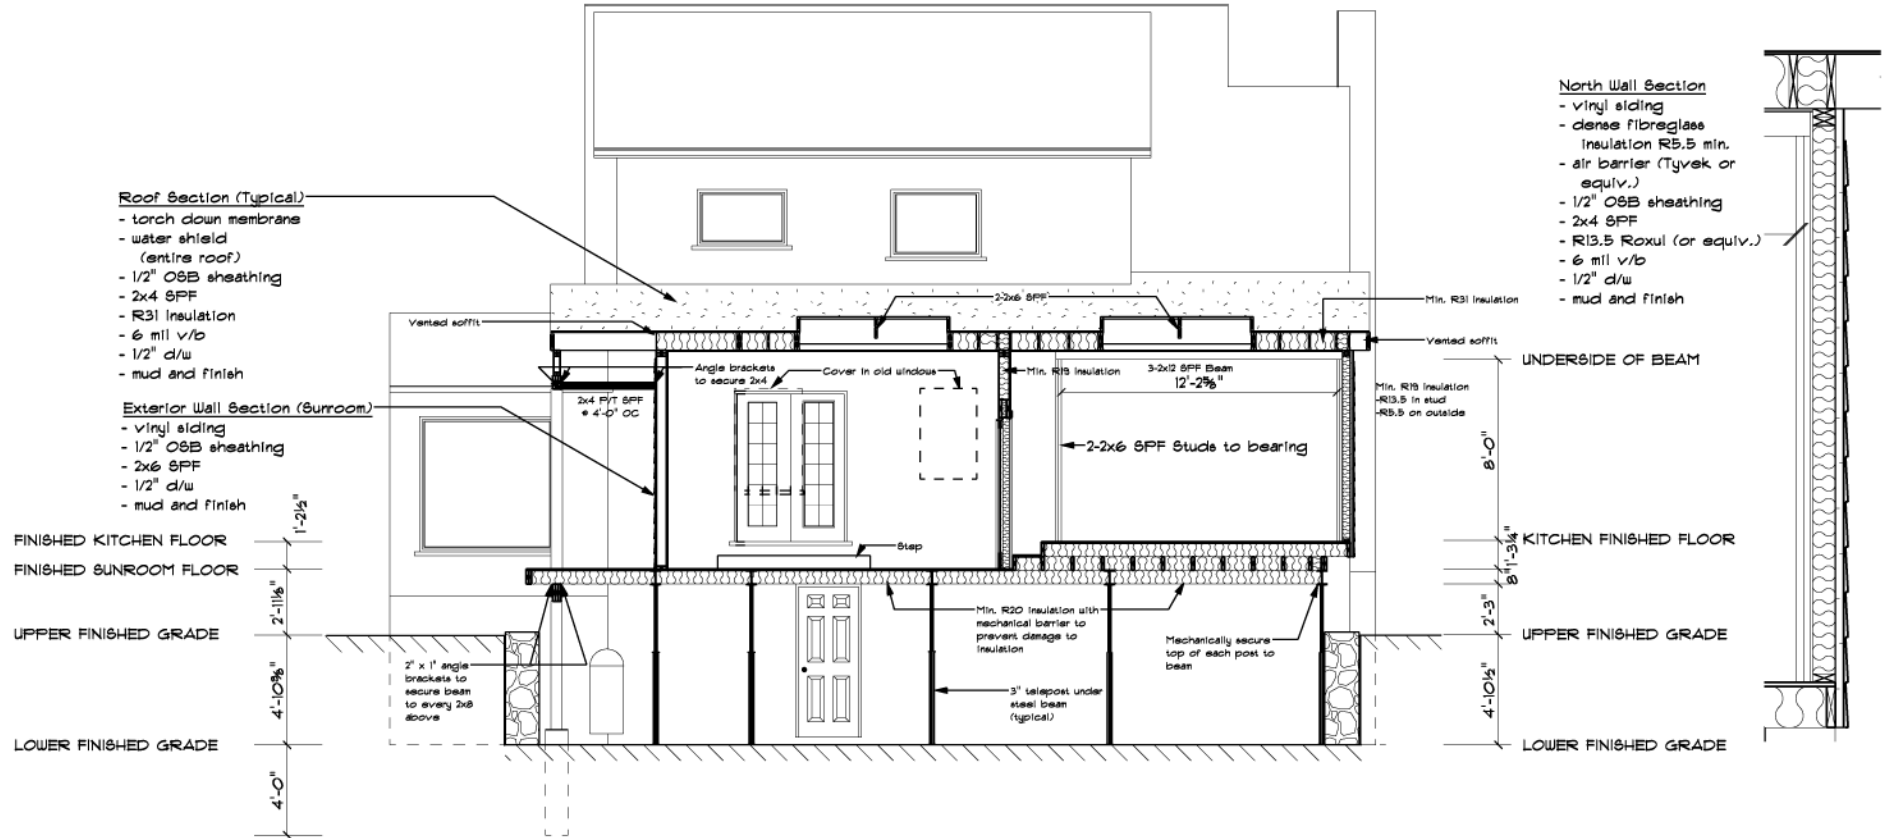 North Wall Section
- vinyl siding
- dense fibreglass
insulation R5.5 min.
- air barrier (Tyvek or
equiv.)
- 1/2" OSB sheathing
- 2x4 SPF
- R13.5 Roxul (or equiv.)
- 6 mil v/b
- 1/2" d/w
- mud and finish
Roof Section (Typical)
- torch down membrane
- water shield
(entire roof)
- 1/2" OSB sheathing
- 2x4 SPF
- R31 insulation
- 6 mil v/b
- 1/2" d/w
- mud and finish
Exterior Wall Section (Sunroom)
- vinyl siding
- 1/2" OSB sheathing
- 2x6 SPF
- 1/2" d/w
- mud and finish
Vented soffit
2-2x6 SPF
Min. R31 insulation
Vented soffit
Angle brackets
to secure 2x4
Cover in old windows
Min. R19 insulation
3-2x12 SPF Beam
12'-2⅝"
Min. R19 insulation
-R13.5 in stud
-R5.5 on outside
2x4 P/T SPF
@ 4'-0" OC
2-2x6 SPF Studs to bearing
Step
UNDERSIDE OF BEAM
8'-0"
KITCHEN FINISHED FLOOR
1'-3¼"
8"
2'-3"
UPPER FINISHED GRADE
4'-10½"
LOWER FINISHED GRADE
1'-2½"
FINISHED KITCHEN FLOOR
FINISHED SUNROOM FLOOR
2'-11⅛"
UPPER FINISHED GRADE
4'-10⅝"
LOWER FINISHED GRADE
4'-0"
Min. R20 insulation with
mechanical barrier to
prevent damage to
insulation
Mechanically secure
top of each post to
beam
2" x 1" angle
brackets to
secure beam
to every 2x8
above
3" telepost under
steel beam
(typical)